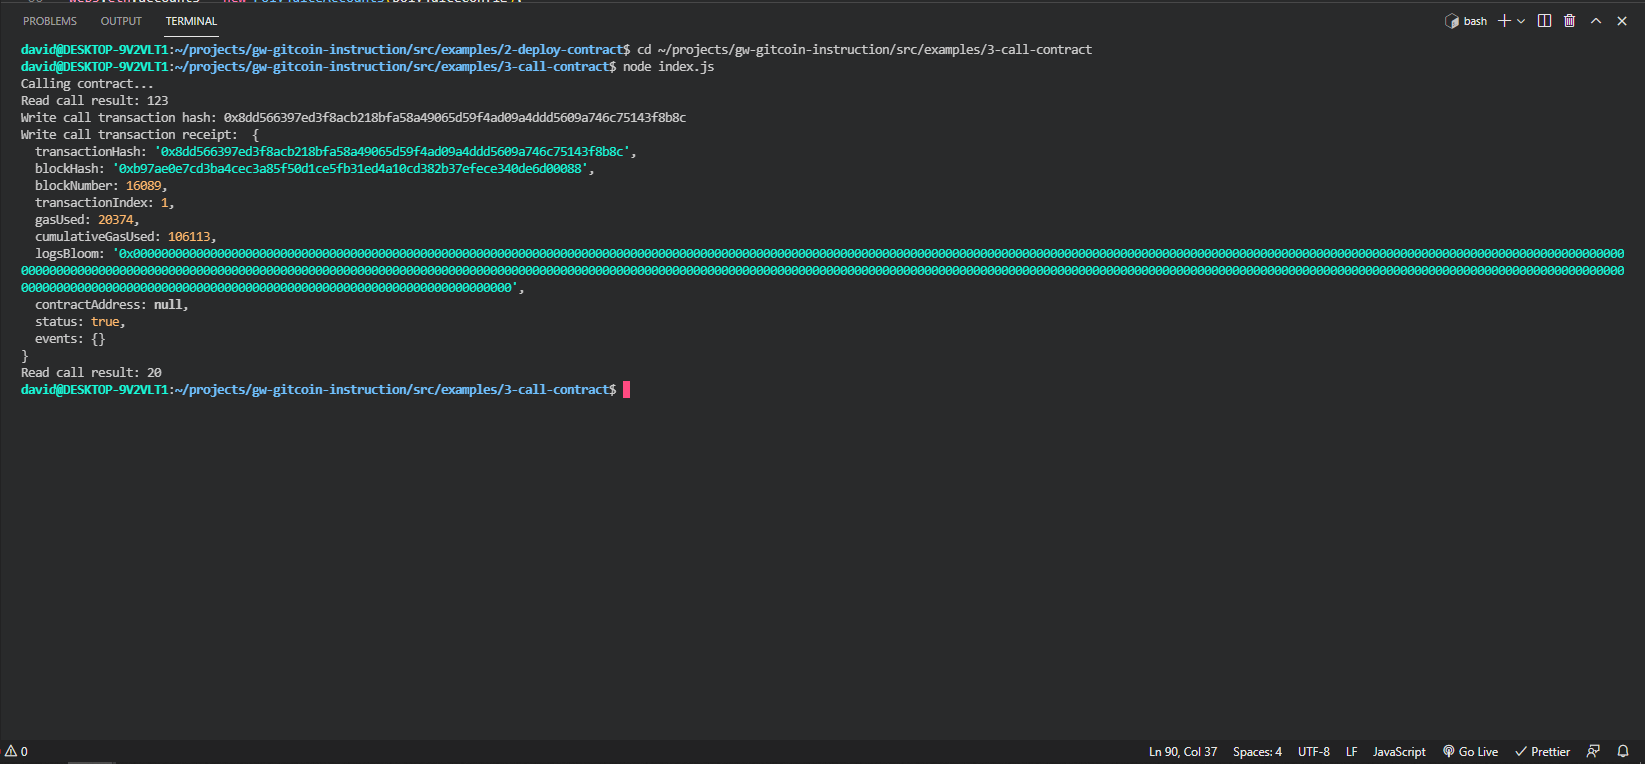 PROBLEMS OUTPUT TERMINAL bash
david@DESKTOP-9V2VLT1:~/projects/gw-gitcoin-instruction/src/examples/2-deploy-contract$ cd ~/projects/gw-gitcoin-instruction/src/examples/3-call-contract
david@DESKTOP-9V2VLT1:~/projects/gw-gitcoin-instruction/src/examples/3-call-contract$ node index.js
Calling contract...
Read call result: 123
Write call transaction hash: 0x8dd566397ed3f8acb218bfa58a49065d59f4ad09a4ddd5609a746c75143f8b8c
Write call transaction receipt:  {
transactionHash: '0x8dd566397ed3f8acb218bfa58a49065d59f4ad09a4ddd5609a746c75143f8b8c',
blockHash: '0xb97ae0e7cd3ba4cec3a85f50d1ce5fb31ed4a10cd382b37efece340de6d00088',
blockNumber: 16089,
transactionIndex: 1,
gasUsed: 20374,
cumulativeGasUsed: 106113,
logsBloom:
contractAddress: null,
status: true,
events: {}
}
Read call result: 20
david@DESKTOP-9V2VLT1:~/projects/gw-gitcoin-instruction/src/examples/3-call-contract$
0 Ln 90, Col 37 Spaces: 4 UTF-8 LF JavaScript Go Live Prettier